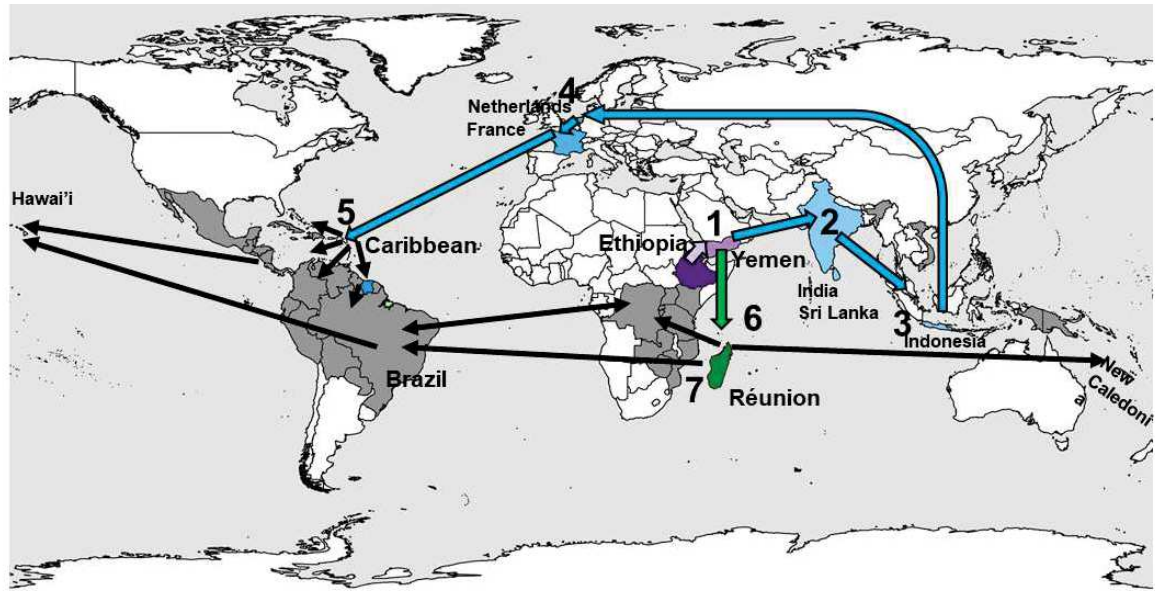 4
Netherlands
France
Hawai'i
5
Caribbean
1
2
Ethiopia
Yemen
India
Sri Lanka
3
Indonesia
6
Brazil
7
Réunion
New
Caledoni
a